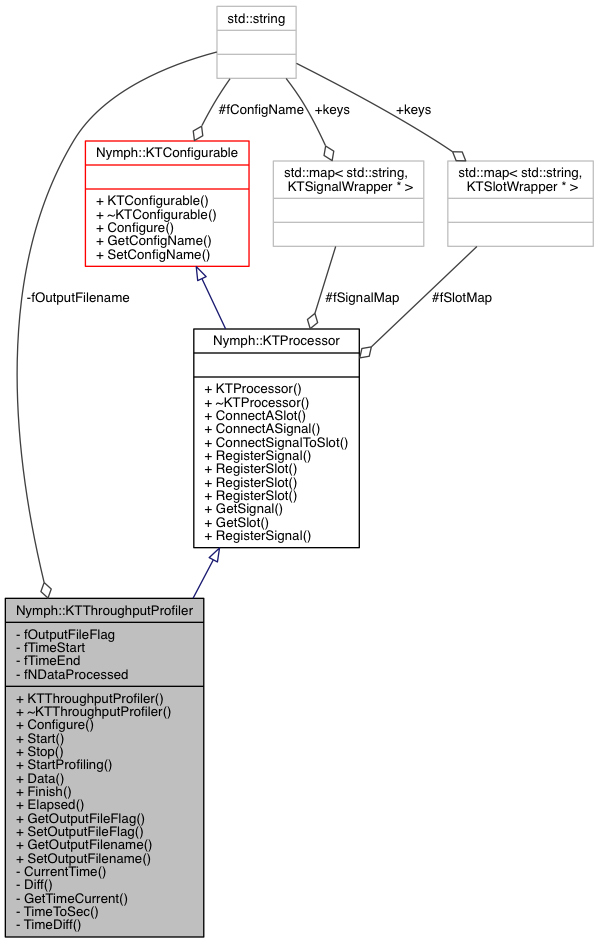 std::string
#fConfigName
+keys
+keys
Nymph::KTConfigurable
+ KTConfigurable()
+ ~KTConfigurable()
+ Configure()
+ GetConfigName()
+ SetConfigName()
std::map< std::string,
KTSignalWrapper * >
std::map< std::string,
KTSlotWrapper * >
-fOutputFilename
#fSignalMap
#fSlotMap
Nymph::KTProcessor
+ KTProcessor()
+ ~KTProcessor()
+ ConnectASlot()
+ ConnectASignal()
+ ConnectSignalToSlot()
+ RegisterSignal()
+ RegisterSlot()
+ RegisterSlot()
+ RegisterSlot()
+ GetSignal()
+ GetSlot()
+ RegisterSignal()
Nymph::KTThroughputProfiler
- fOutputFileFlag
- fTimeStart
- fTimeEnd
- fNDataProcessed
+ KTThroughputProfiler()
+ ~KTThroughputProfiler()
+ Configure()
+ Start()
+ Stop()
+ StartProfiling()
+ Data()
+ Finish()
+ Elapsed()
+ GetOutputFileFlag()
+ SetOutputFileFlag()
+ GetOutputFilename()
+ SetOutputFilename()
- CurrentTime()
- Diff()
- GetTimeCurrent()
- TimeToSec()
- TimeDiff()